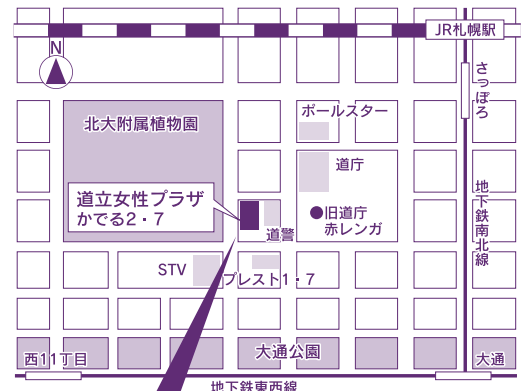 JR札幌駅
N
さっぽろ
ポールスター
北大附属植物園
道庁
道立女性プラザ
かでる2・7
地下鉄南北線
●旧道庁
赤レンガ
道警
STV
プレスト1・7
大通公園
西11丁目
大通
地下鉄東西線